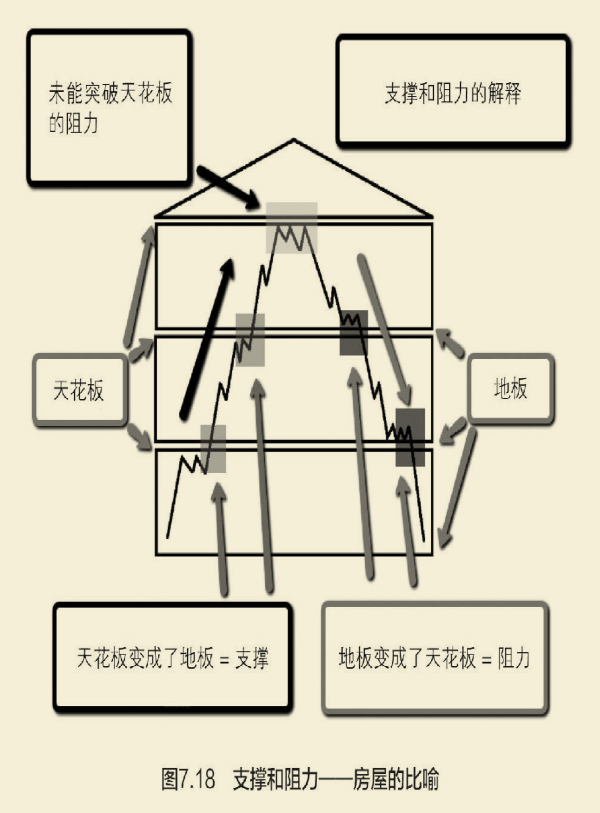 未能突破天花板
的阻力
支撑和阻力的解释
天花板
地板
天花板变成了地板 = 支撑
地板变成了天花板 = 阻力
图7.18 支撑和阻力——房屋的比喻